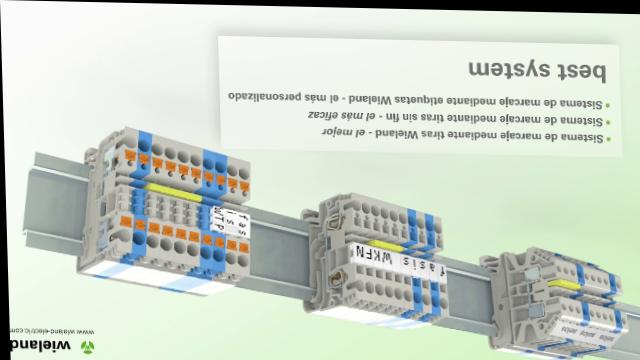 wieland
www.wieland-electric.com
fasis WKFN
fasis
WTP
• Sistema de marcaje mediante tiras Wieland - el mejor
• Sistema de marcaje mediante tiras sin fin - el más eficaz
• Sistema de marcaje mediante etiquetas Wieland - el más personalizado
best system